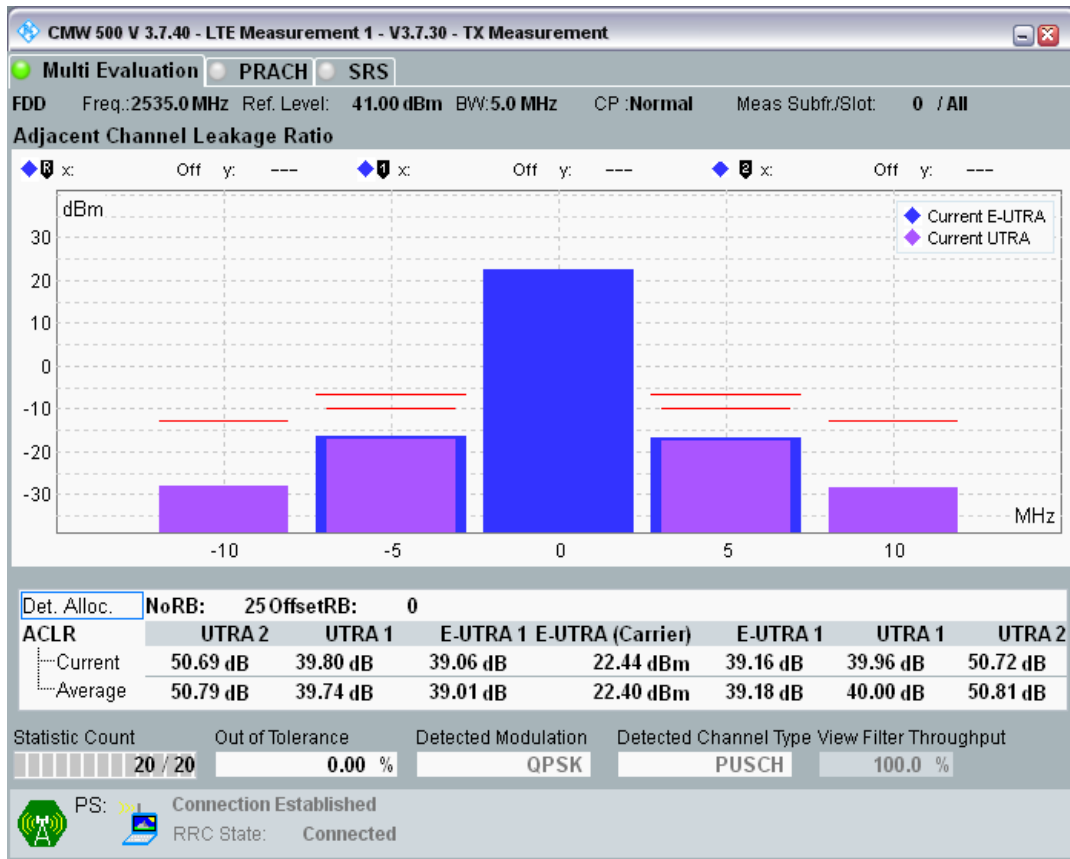 CMW 500 V 3.7.40 - LTE Measurement 1 - V3.7.30 - TX Measurement
Multi Evaluation PRACH SRS
FDD Freq.:2535.0 MHz Ref. Level: 41.00 dBm BW:5.0 MHz CP :Normal Meas Subfr./Slot: 0 / All
Adjacent Channel Leakage Ratio
R x: Off y: --- 1 x: Off y: --- 2 x: Off y: ---
dBm
Current E-UTRA
Current UTRA
30
20
10
0
-10
-20
-30
MHz
-10 -5 0 5 10
Det. Alloc. NoRB: 25 OffsetRB: 0
ACLR UTRA 2 UTRA 1 E-UTRA 1 E-UTRA (Carrier) E-UTRA 1 UTRA 1 UTRA 2
Current 50.69 dB 39.80 dB 39.06 dB 22.44 dBm 39.16 dB 39.96 dB 50.72 dB
Average 50.79 dB 39.74 dB 39.01 dB 22.40 dBm 39.18 dB 40.00 dB 50.81 dB
Statistic Count Out of Tolerance Detected Modulation Detected Channel Type View Filter Throughput
20 / 20 0.00 % QPSK PUSCH 100.0 %
PS: Connection Established
RRC State: Connected